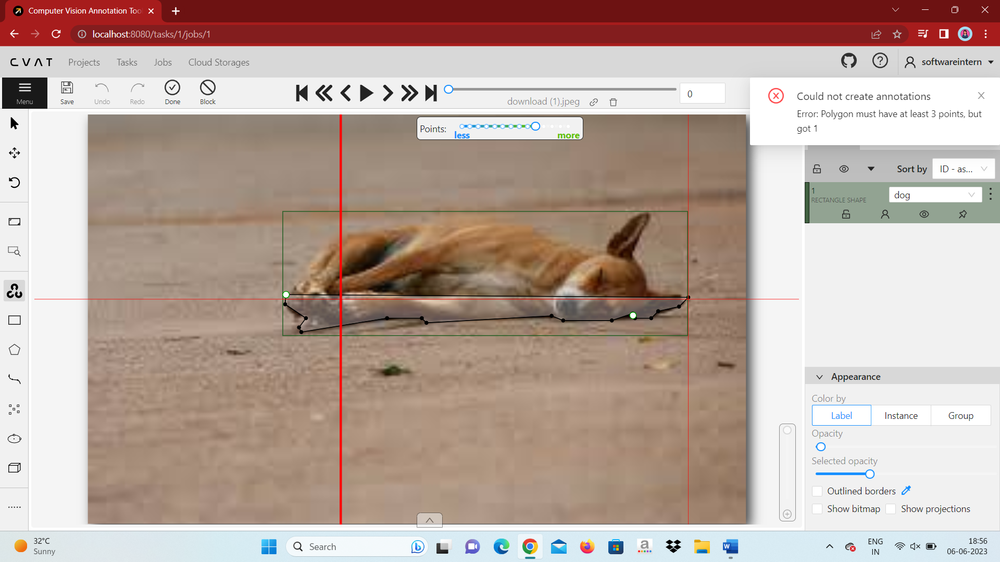 Computer Vision Annotation Too
localhost:8080/tasks/1/jobs/1
CVAT Projects Tasks Jobs Cloud Storages softwareintern
Menu Save Undo Redo Done Block download (1).jpeg 0
Could not create annotations
Error: Polygon must have at least 3 points, but
got 1
Points: less more
Sort by ID - as...
1
RECTANGLE SHAPE dog
Appearance
Color by
Label Instance Group
Opacity
Selected opacity
Outlined borders
Show bitmap Show projections
32°C
Sunny
Search
ENG
IN
18:56
06-06-2023